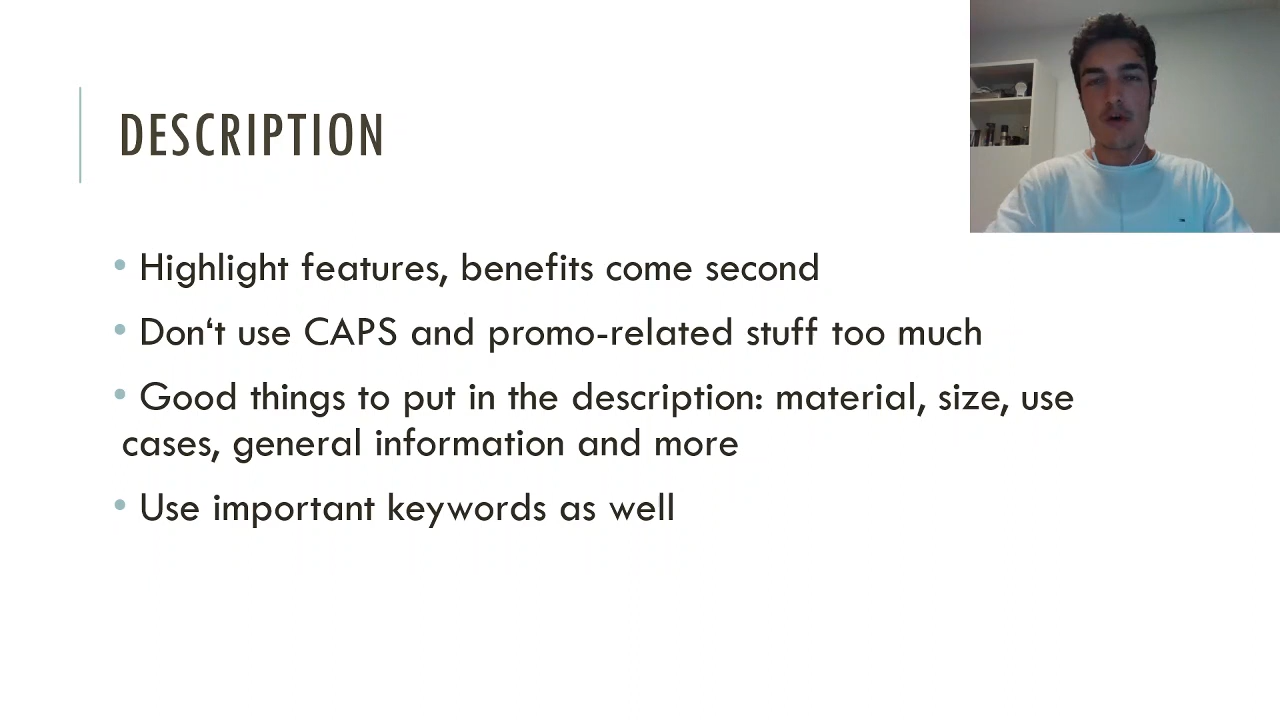 DESCRIPTION
• Highlight features, benefits come second
• Don‘t use CAPS and promo-related stuff too much
• Good things to put in the description: material, size, use
cases, general information and more
• Use important keywords as well